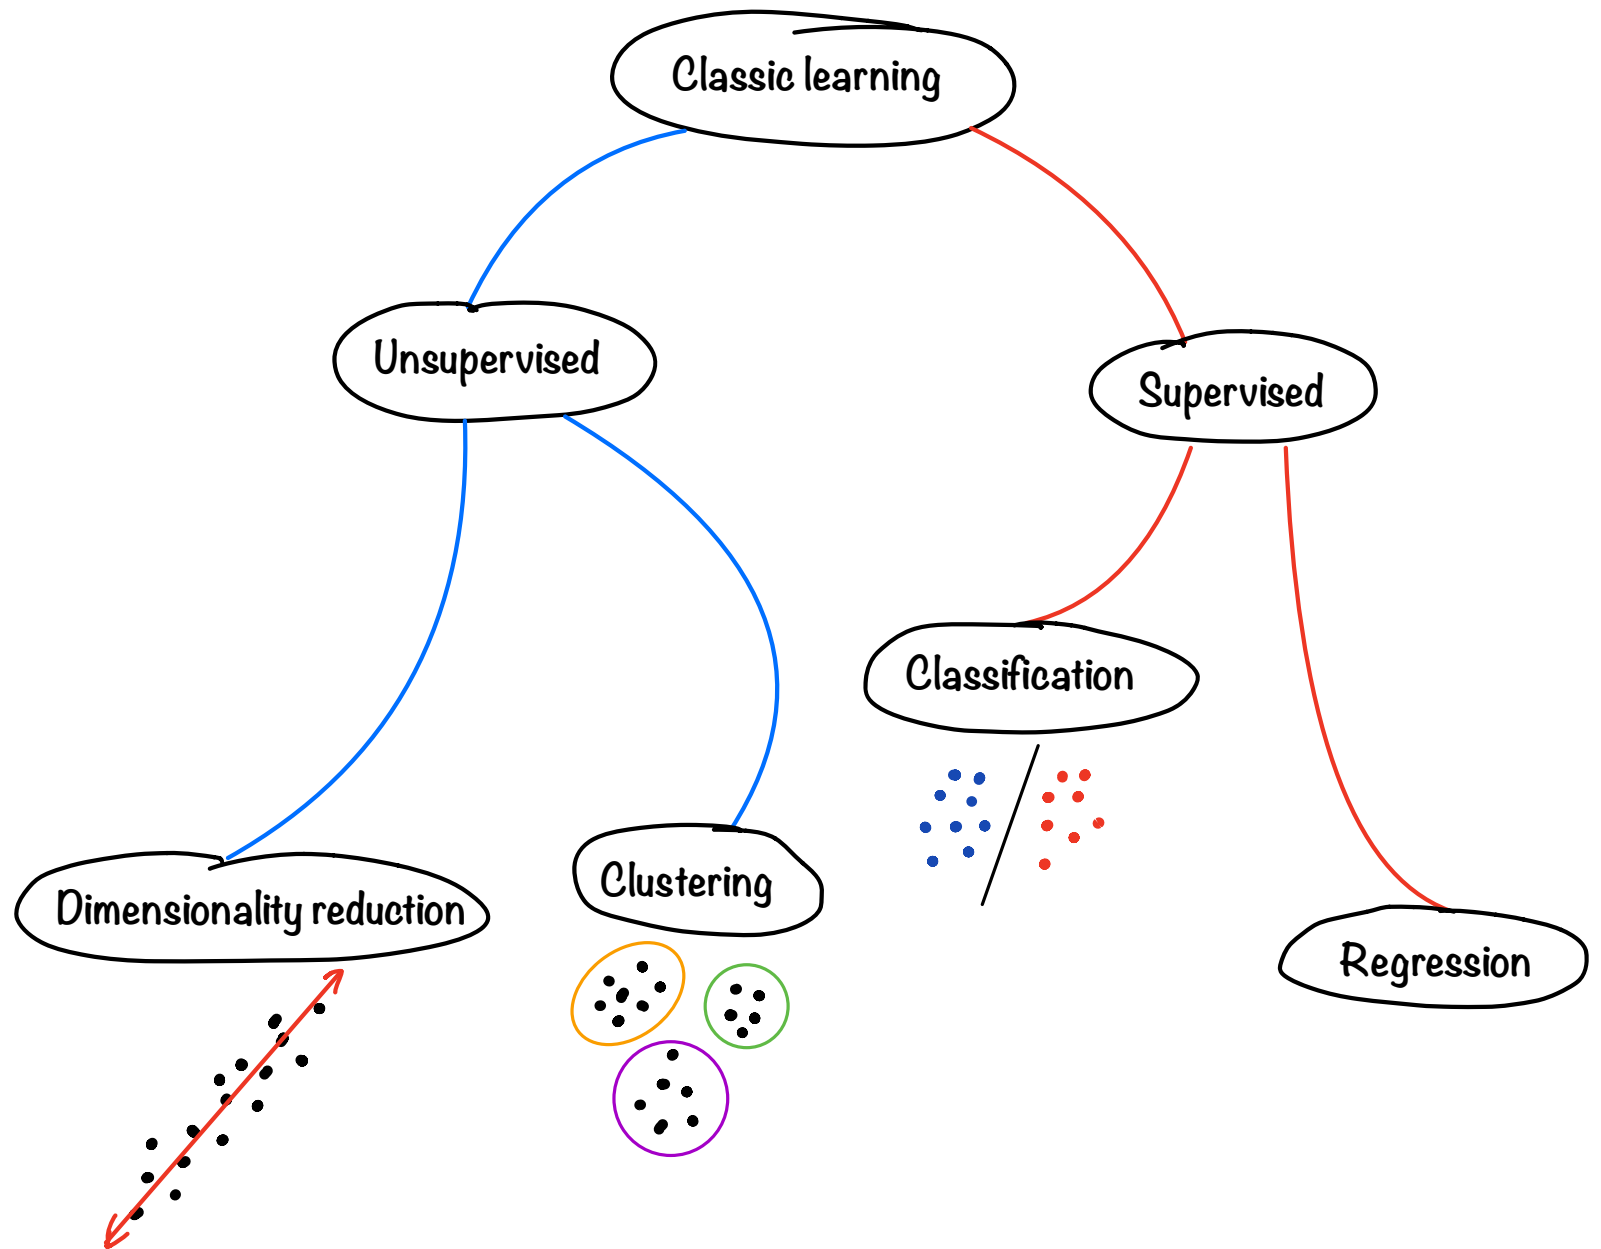 Classic learning
Unsupervised
Supervised
Classification
Dimensionality reduction
Clustering
Regression